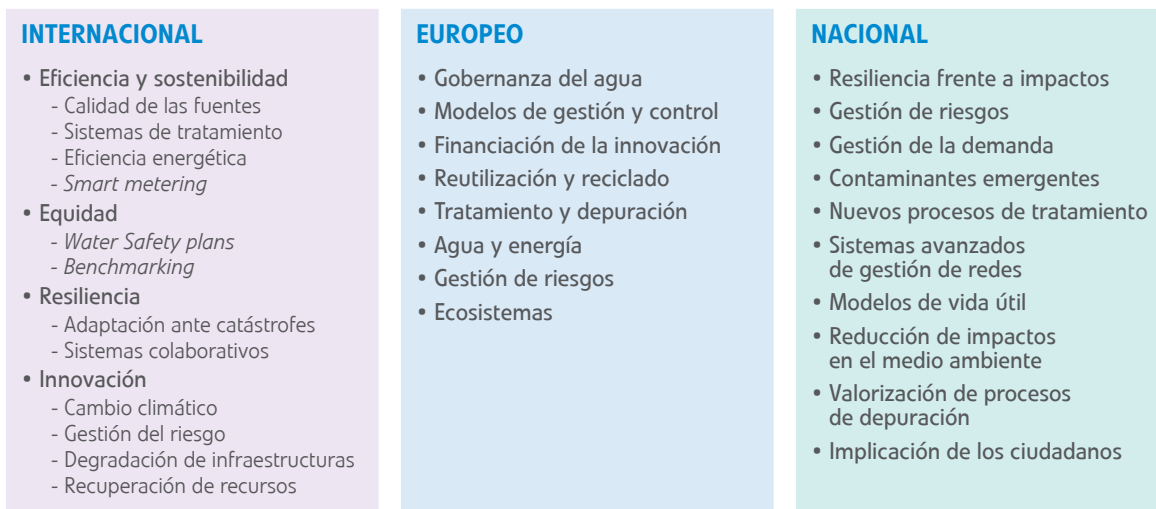 INTERNACIONAL
• Eficiencia y sostenibilidad
- Calidad de las fuentes
- Sistemas de tratamiento
- Eficiencia energética
- Smart metering
• Equidad
- Water Safety plans
- Benchmarking
• Resiliencia
- Adaptación ante catástrofes
- Sistemas colaborativos
• Innovación
- Cambio climático
- Gestión del riesgo
- Degradación de infraestructuras
- Recuperación de recursos
EUROPEO
• Gobernanza del agua
• Modelos de gestión y control
• Financiación de la innovación
• Reutilización y reciclado
• Tratamiento y depuración
• Agua y energía
• Gestión de riesgos
• Ecosistemas
NACIONAL
• Resiliencia frente a impactos
• Gestión de riesgos
• Gestión de la demanda
• Contaminantes emergentes
• Nuevos procesos de tratamiento
• Sistemas avanzados
de gestión de redes
• Modelos de vida útil
• Reducción de impactos
en el medio ambiente
• Valorización de procesos
de depuración
• Implicación de los ciudadanos